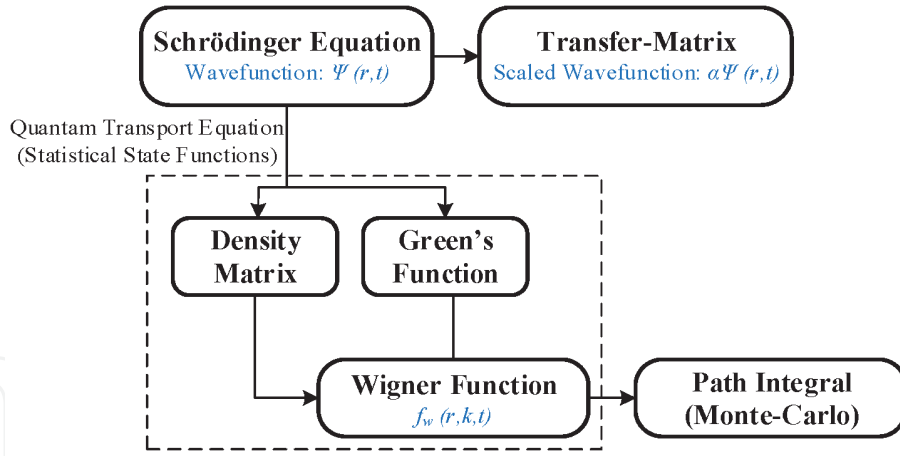 Schrödinger Equation
Wavefunction: Ψ (r,t)
Transfer-Matrix
Scaled Wavefunction: αΨ (r,t)
Quantam Transport Equation
(Statistical State Functions)
Density
Matrix
Green's
Function
Wigner Function
fw (r,k,t)
Path Integral
(Monte-Carlo)